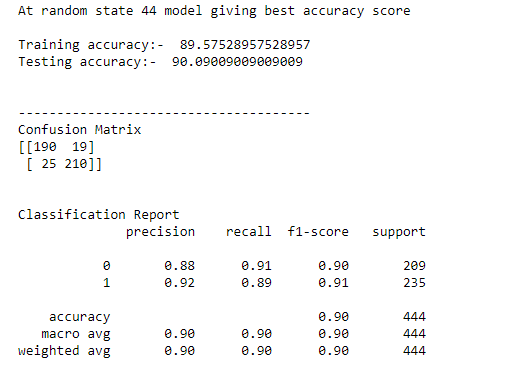 At random state 44 model giving best accuracy score
Training accuracy:- 89.57528957528957
Testing accuracy:- 90.09009009009009
--------------------------------------
Confusion Matrix
[[190 19]
[ 25 210]]
Classification Report
precision recall f1-score support
0 0.88 0.91 0.90 209
1 0.92 0.89 0.91 235
accuracy 0.90 444
macro avg 0.90 0.90 0.90 444
weighted avg 0.90 0.90 0.90 444